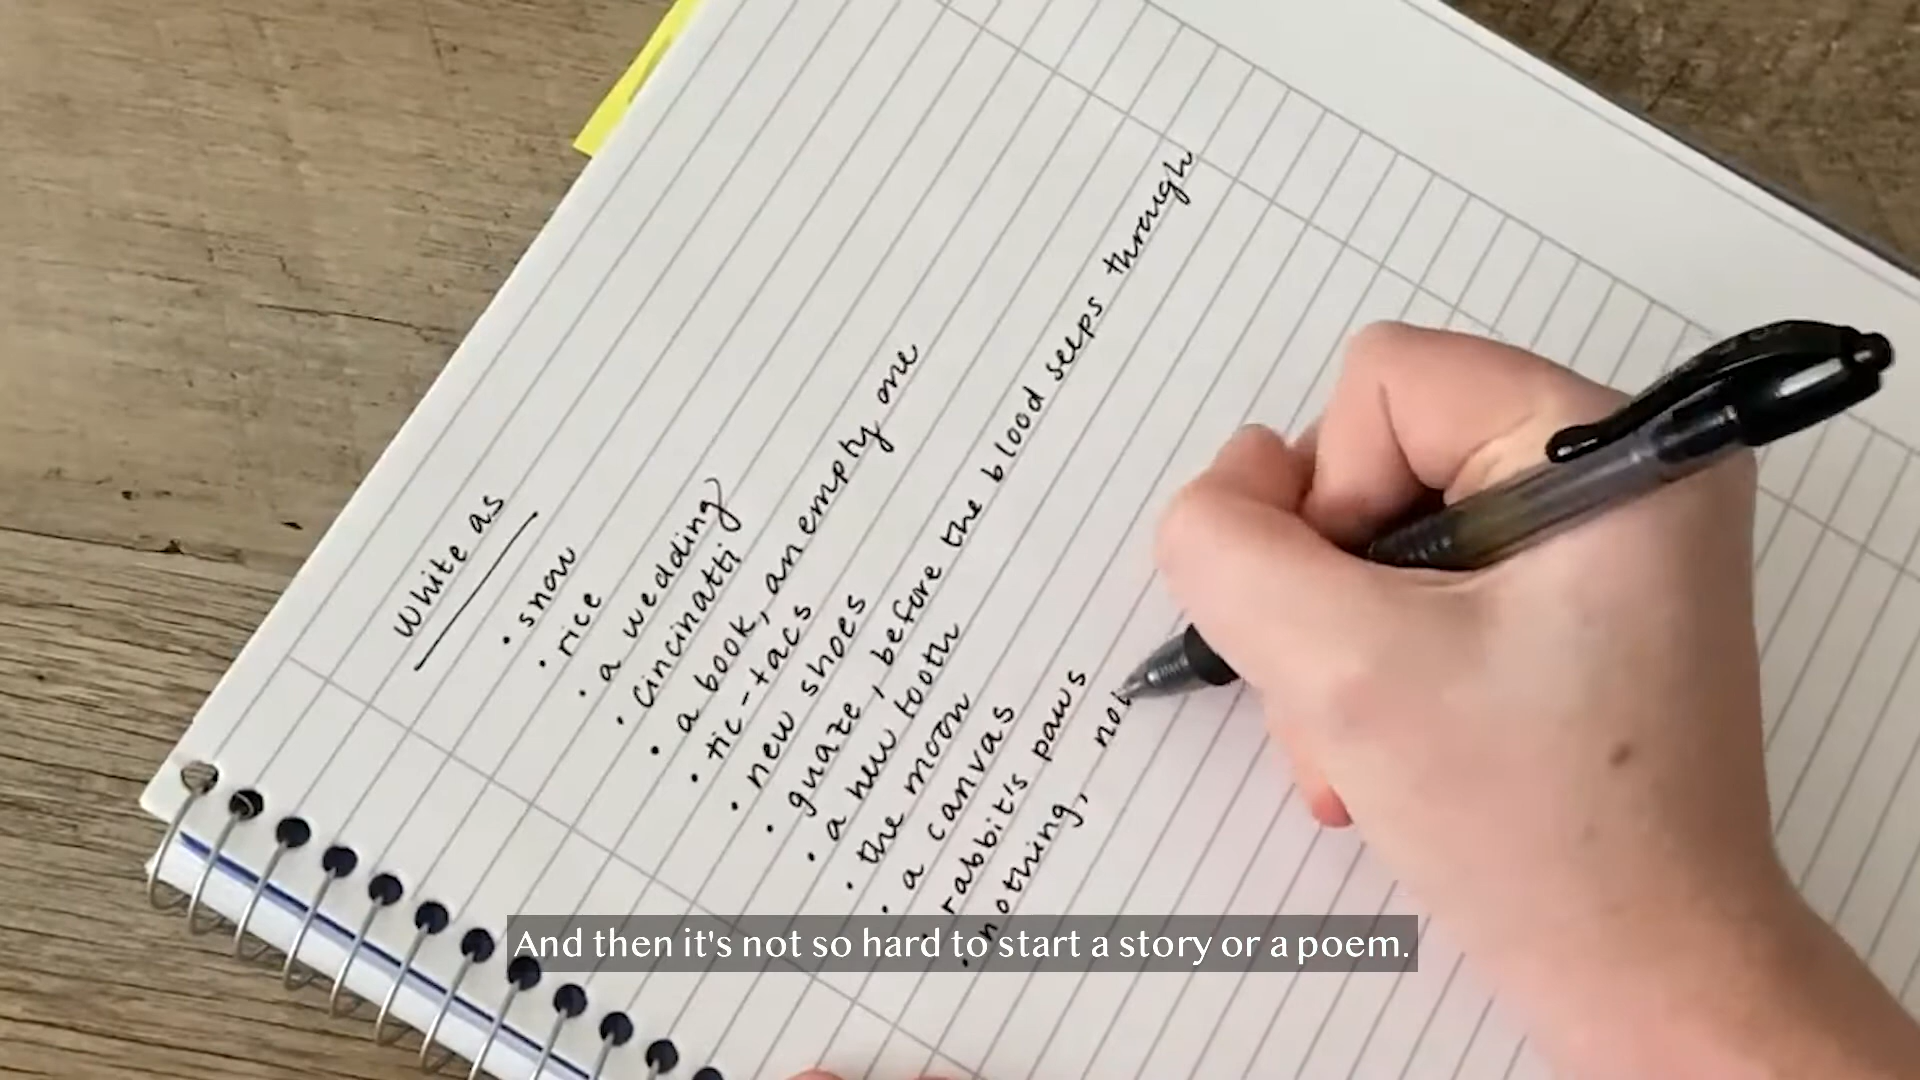 white as
• snow
• rice
• a wedding
• cincinatti
• a book, an empty one
• tic-tacs
• new shoes
• guaze, before the blood seeps through
• a new tooth
• the moon
• a canvas
• rabbit's paws
• nothing, not
And then it's not so hard to start a story or a poem.